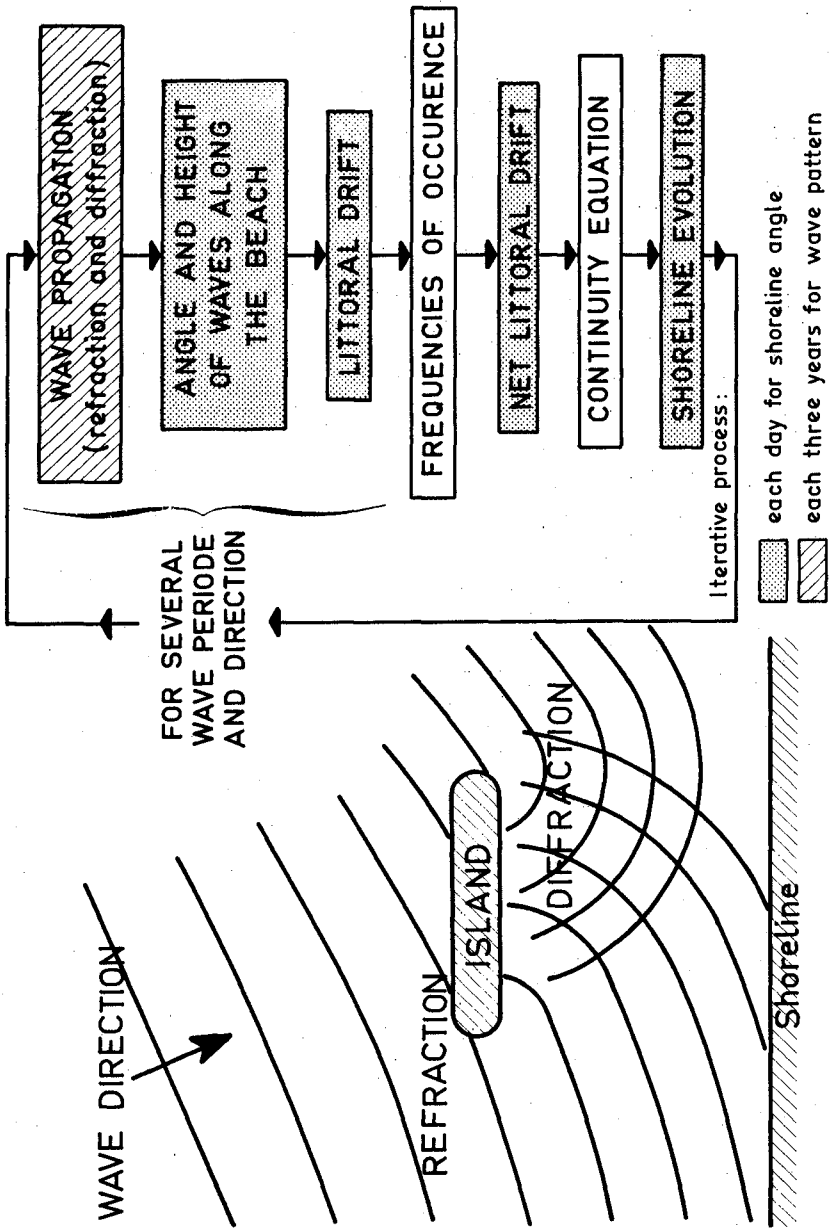 WAVE DIRECTION
REFRACTION
ISLAND
DIFFRACTION
Shoreline
FOR SEVERAL
WAVE PERIODE
AND DIRECTION
WAVE PROPAGATION
(refraction and diffraction)
ANGLE AND HEIGHT
OF WAVES ALONG
THE BEACH
LITTORAL DRIFT
FREQUENCIES OF OCCURENCE
NET LITTORAL DRIFT
CONTINUITY EQUATION
SHORELINE EVOLUTION
Iterative process:
each day for shoreline angle
each three years for wave pattern